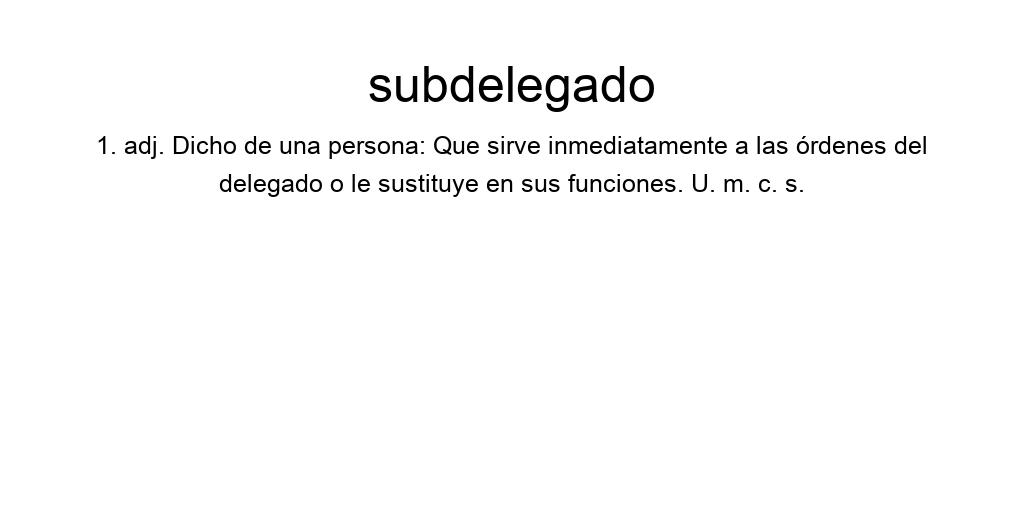 subdelegado
1. adj. Dicho de una persona: Que sirve inmediatamente a las órdenes del
delegado o le sustituye en sus funciones. U. m. c. s.